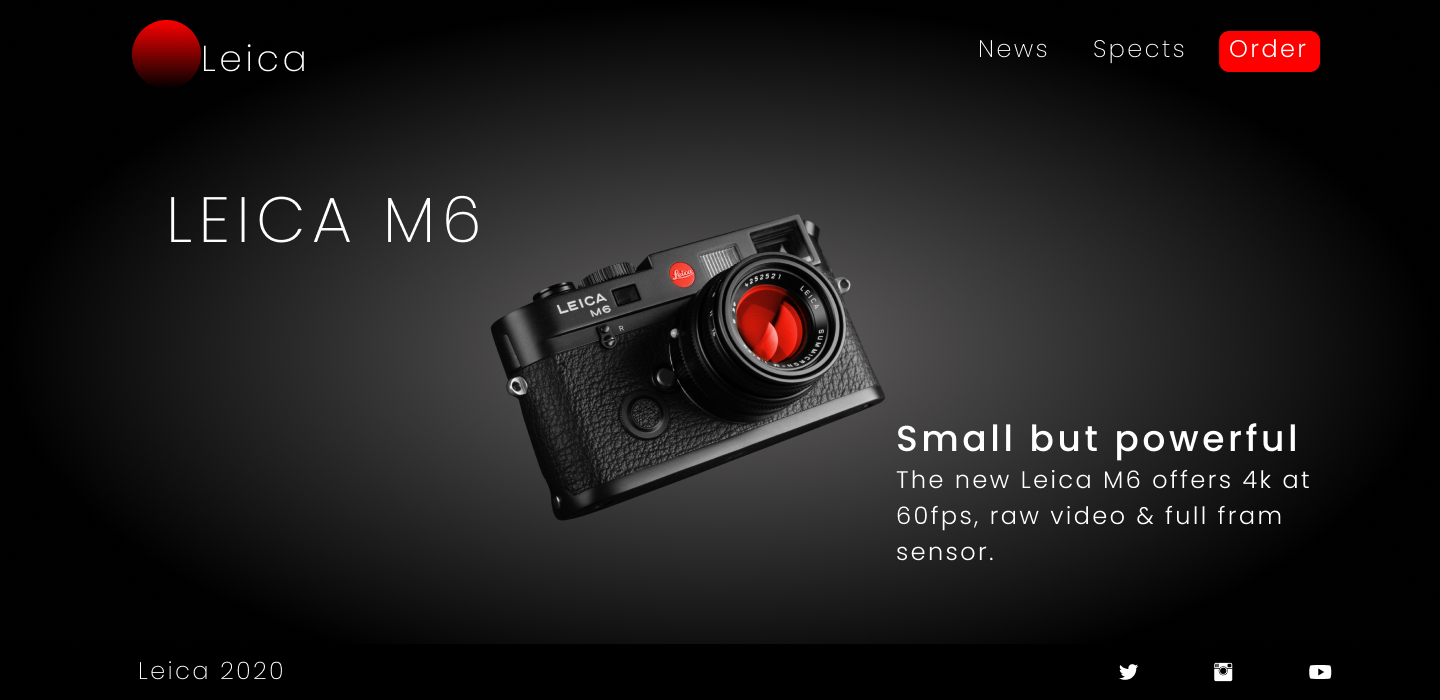 Leica
News Spects Order
LEICA M6
4252521
LEICA
Leica
LEICA
M6
R
Small but powerful
The new Leica M6 offers 4k at
60fps, raw video & full fram
sensor.
Leica 2020